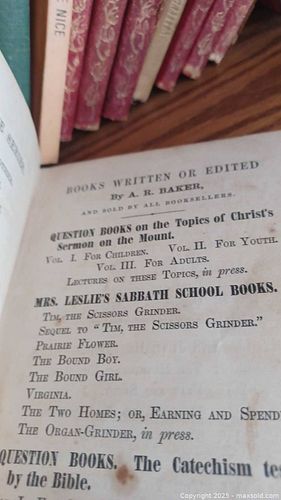 NICE
BOOKS WRITTEN OR EDITED
By A. R. BAKER,
AND SOLD BY ALL BOOKSELLERS.
QUESTION BOOKS on the Topics of Christ's
Sermon on the Mount.
Vol. I. For Children. Vol. II. For Youth.
Vol. III. For Adults.
Lectures on these Topics, in press.
MRS. LESLIE'S SABBATH SCHOOL BOOKS.
Tim, the Scissors Grinder.
Sequel to "Tim, the Scissors Grinder."
Prairie Flower.
The Bound Boy.
The Bound Girl.
Virginia.
The Two Homes; or, Earning and Spend
The Organ-Grinder, in press.
QUESTION BOOKS. The Catechism te
by the Bible.
Copyright 2025 - maxsold.com